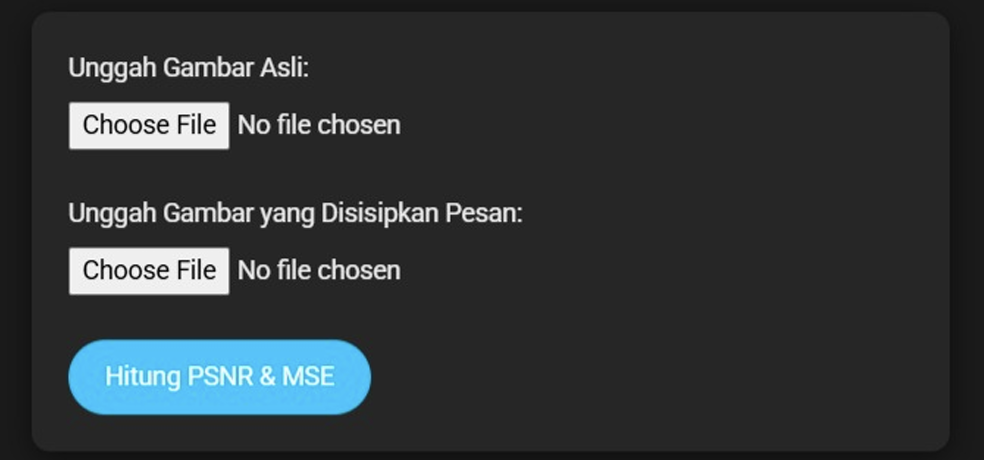 Unggah Gambar Asli:
Choose File No file chosen
Unggah Gambar yang Disisipkan Pesan:
Choose File No file chosen
Hitung PSNR & MSE